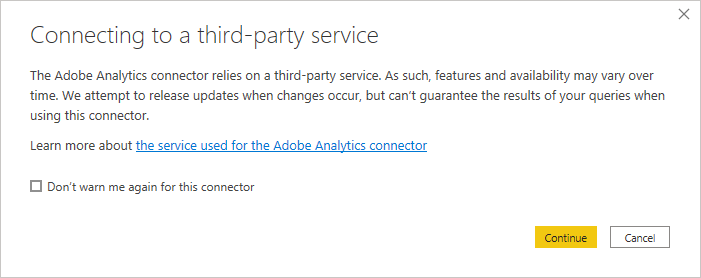 Connecting to a third-party service
The Adobe Analytics connector relies on a third-party service. As such, features and availability may vary over
time. We attempt to release updates when changes occur, but can't guarantee the results of your queries when
using this connector.
Learn more about the service used for the Adobe Analytics connector
Don't warn me again for this connector
Continue Cancel